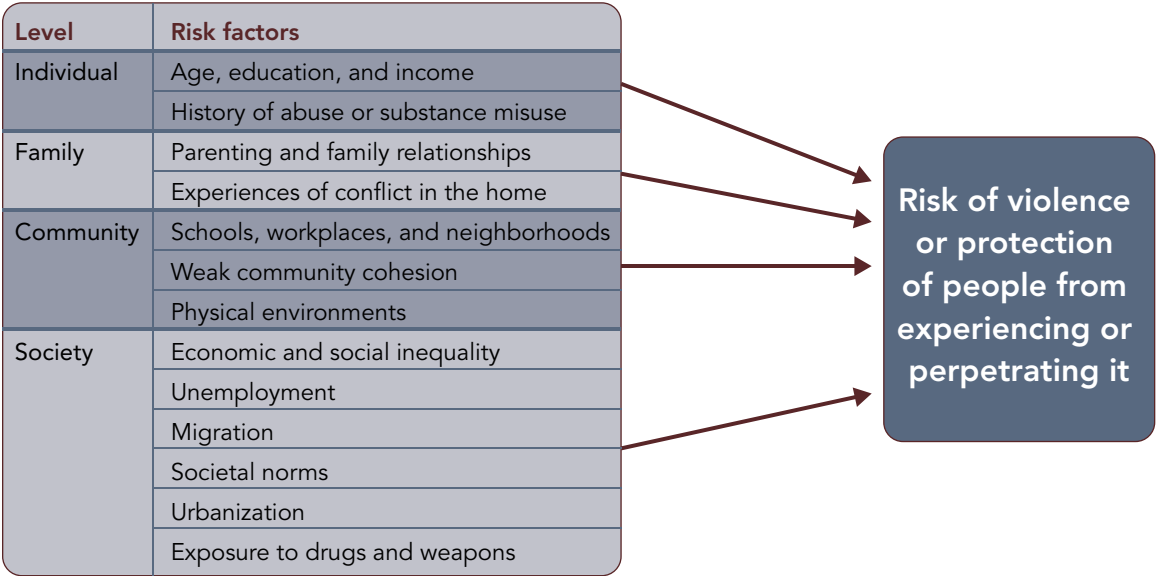 Level Risk factors
Individual Age, education, and income
History of abuse or substance misuse
Family Parenting and family relationships
Experiences of conflict in the home
Community Schools, workplaces, and neighborhoods
Weak community cohesion
Physical environments
Society Economic and social inequality
Unemployment
Migration
Societal norms
Urbanization
Exposure to drugs and weapons
Risk of violence
or protection
of people from
experiencing or
perpetrating it